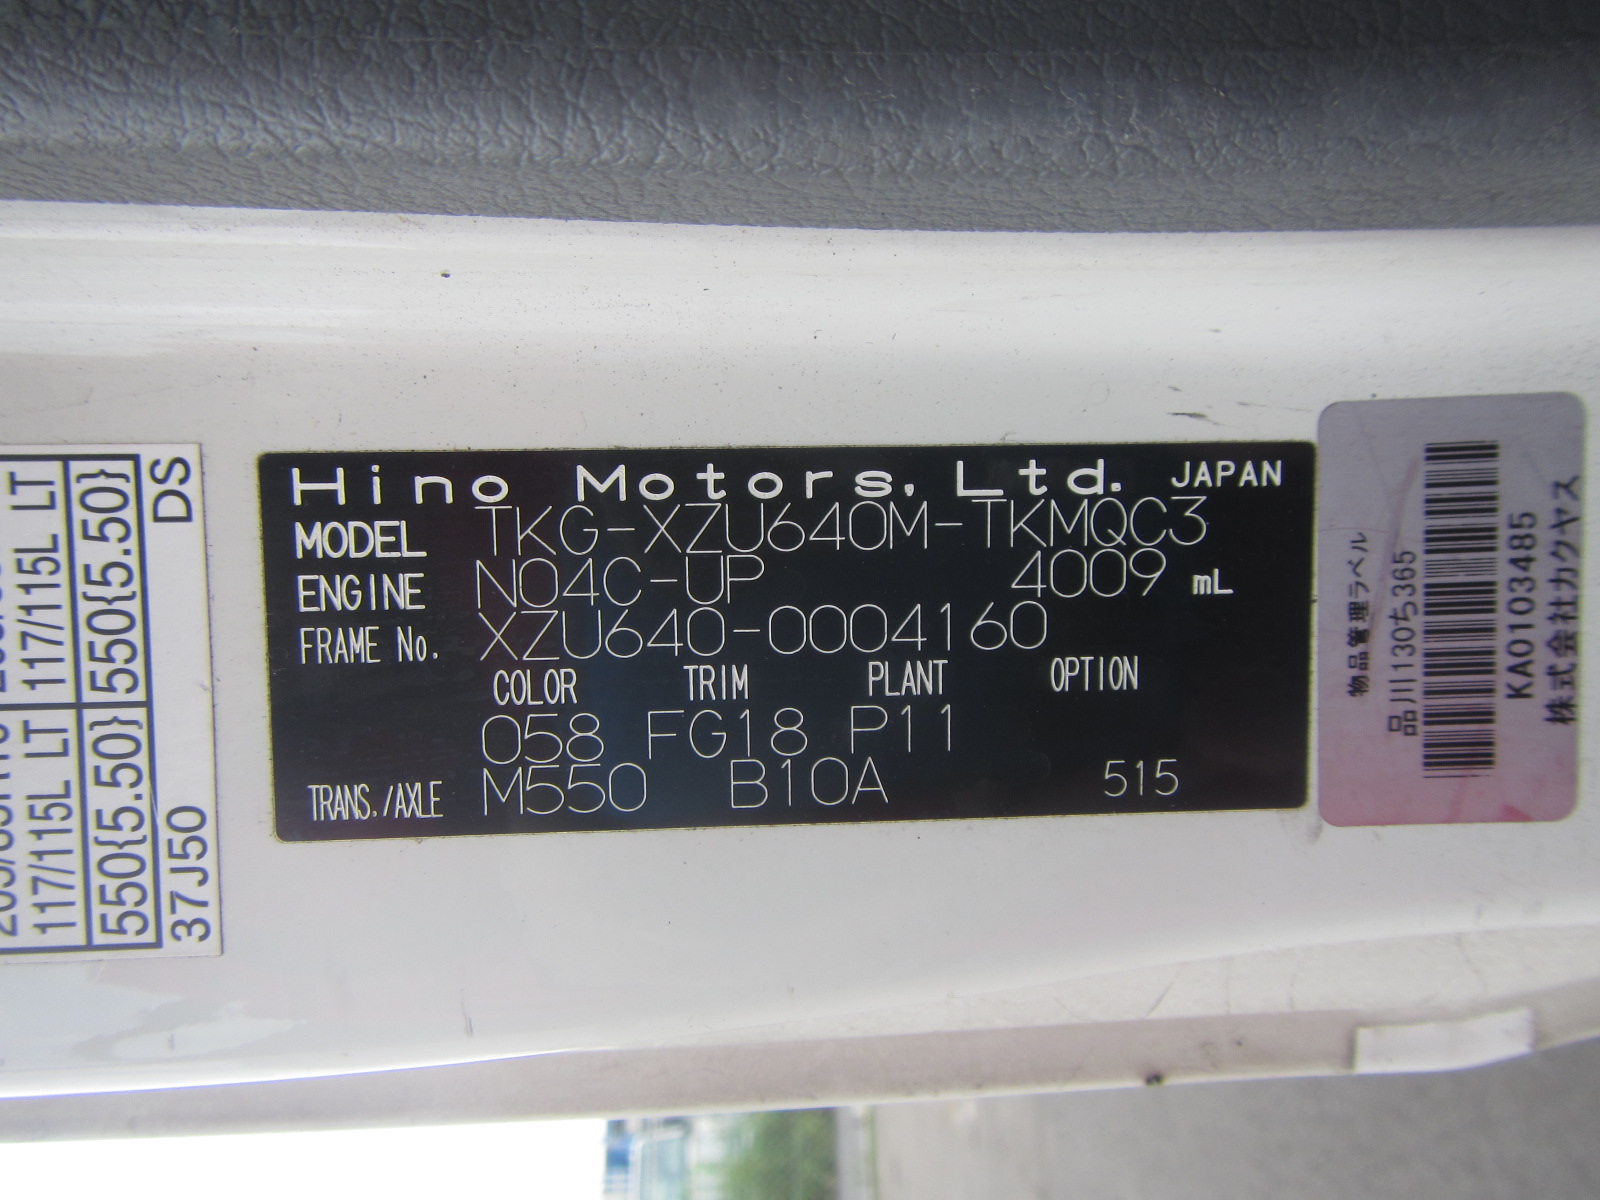 117/115L LT
117/115L LT
550{5.50}
550{5.50}
37J50
DS
Hino Motors, Ltd. JAPAN
MODEL TKG-XZU640M-TKMQC3
ENGINE N04C-UP 4009 mL
FRAME No. XZU640-0004160
COLOR TRIM PLANT OPTION
058 FG18 P11
TRANS./AXLE M550 B10A 515
物品管理ラベル
品川130ち365
KA0103485
株式会社カクヤス